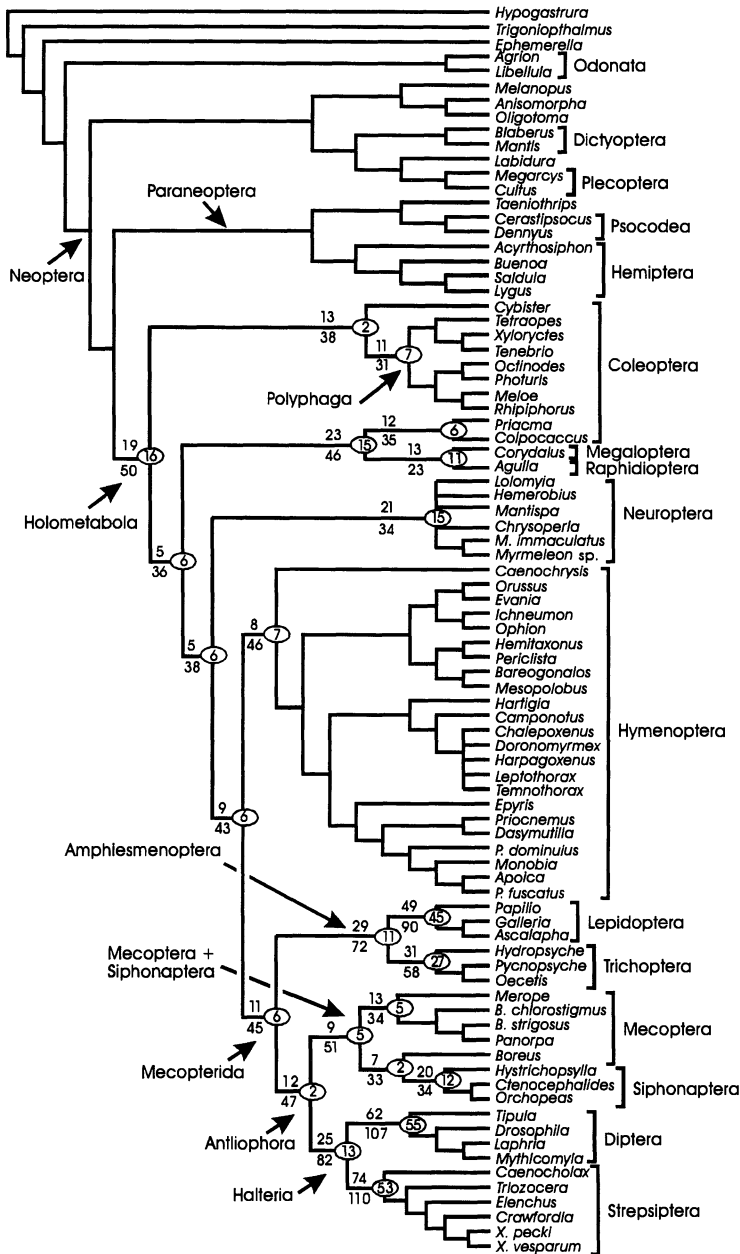 Hypogastrura
Trigoniopthalmus
Ephemerella
Agrion
Libellula
Odonata
Melanopus
Anisomorpha
Oligotoma
Blaberus
Mantis
Dictyoptera
Labidura
Megarcys
Cultus
Plecoptera
Paraneoptera
Taeniothrips
Cerastipsocus
Dennyus
Psocodea
Neoptera
Acyrthosiphon
Buenoa
Saldula
Lygus
Hemiptera
13
38
2
Cybister
11
31
7
Tetraopes
Xyloryctes
Tenebrio
Octinodes
Photuris
Meloe
Rhipiphorus
Coleoptera
Polyphaga
12
35
6
Priacma
Colpocaccus
19
50
16
23
46
15
13
23
11
Corydalus
Megaloptera
Agulla
Raphidioptera
Holometabola
21
34
15
Lolomyia
Hemerobius
Mantispa
Chrysoperla
M. immaculatus
Myrmeleon sp.
Neuroptera
5
36
6
Caenochrysis
Orussus
Evania
Ichneumon
Ophion
8
46
7
Hemitaxonus
Periclista
Bareogonalos
Mesopolobus
5
38
6
Hartigia
Camponotus
Chalepoxenus
Doronomyrmex
Harpagoxenus
Leptothorax
Temnothorax
Hymenoptera
9
43
6
Epyris
Priocnemus
Dasymutilla
P. dominulus
Monobia
Apoica
P. fuscatus
Amphiesmenoptera
29
72
11
49
90
45
Papilio
Galleria
Ascalapha
Lepidoptera
31
58
27
Hydropsyche
Pycnopsyche
Oecetis
Trichoptera
Mecoptera +
Siphonaptera
11
45
6
9
51
5
13
34
5
Merope
B. chlorostigmus
B. strigosus
Panorpa
Boreus
Mecoptera
7
33
2
20
34
12
Hystrichopsylla
Ctenocephalides
Orchopeas
Siphonaptera
Mecopterida
12
47
2
Antliophora
25
82
13
62
107
55
Tipula
Drosophila
Laphria
Mythicomyia
Diptera
Halteria
74
110
53
Caenocholax
Triozocera
Elenchus
Crawfordia
X. pecki
X. vesparum
Strepsiptera